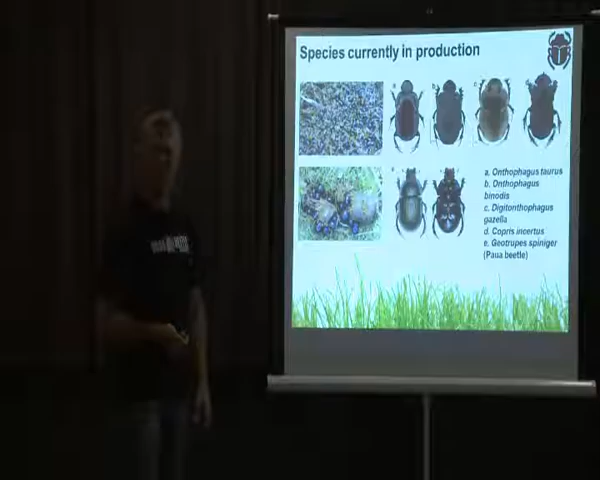 Species currently in production
a. Onthophagus taurus
b. Onthophagus
binodis
c. Digitonthophagus
gazella
d. Copris incertus
e. Geotrupes spiniger
(Paua beetle)